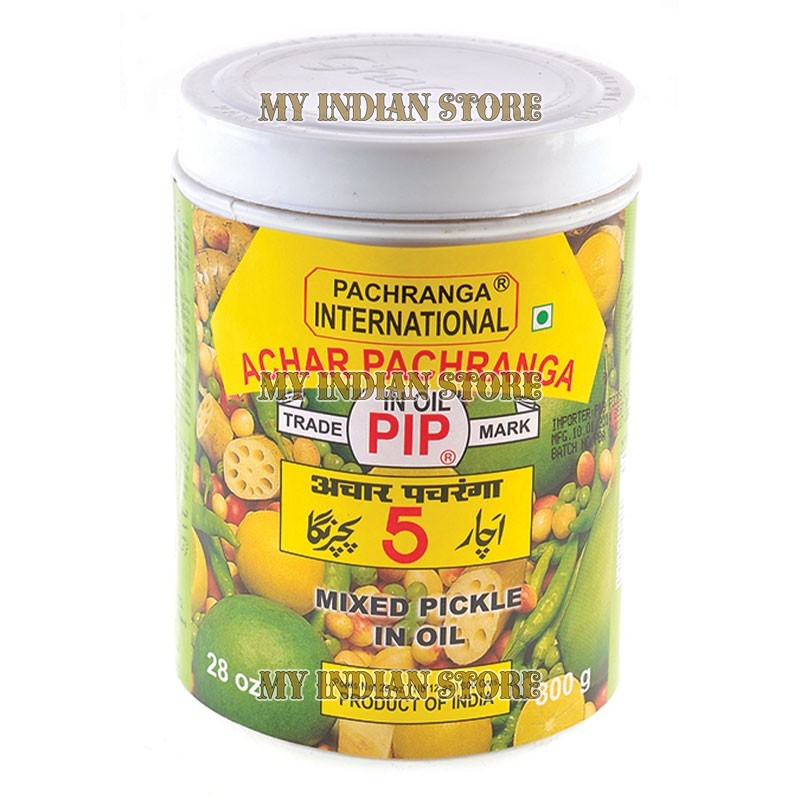 MY INDIAN STORE
PACHRANGA®
INTERNATIONAL
ACHAR PACHRANGA
MY INDIAN STORE
IN OIL
TRADE PIP® MARK
अचार पचरंगा
اچار 5 پچرنگا
MIXED PICKLE
IN OIL
28 oz
MY INDIAN STORE
800 g
PRODUCT OF INDIA